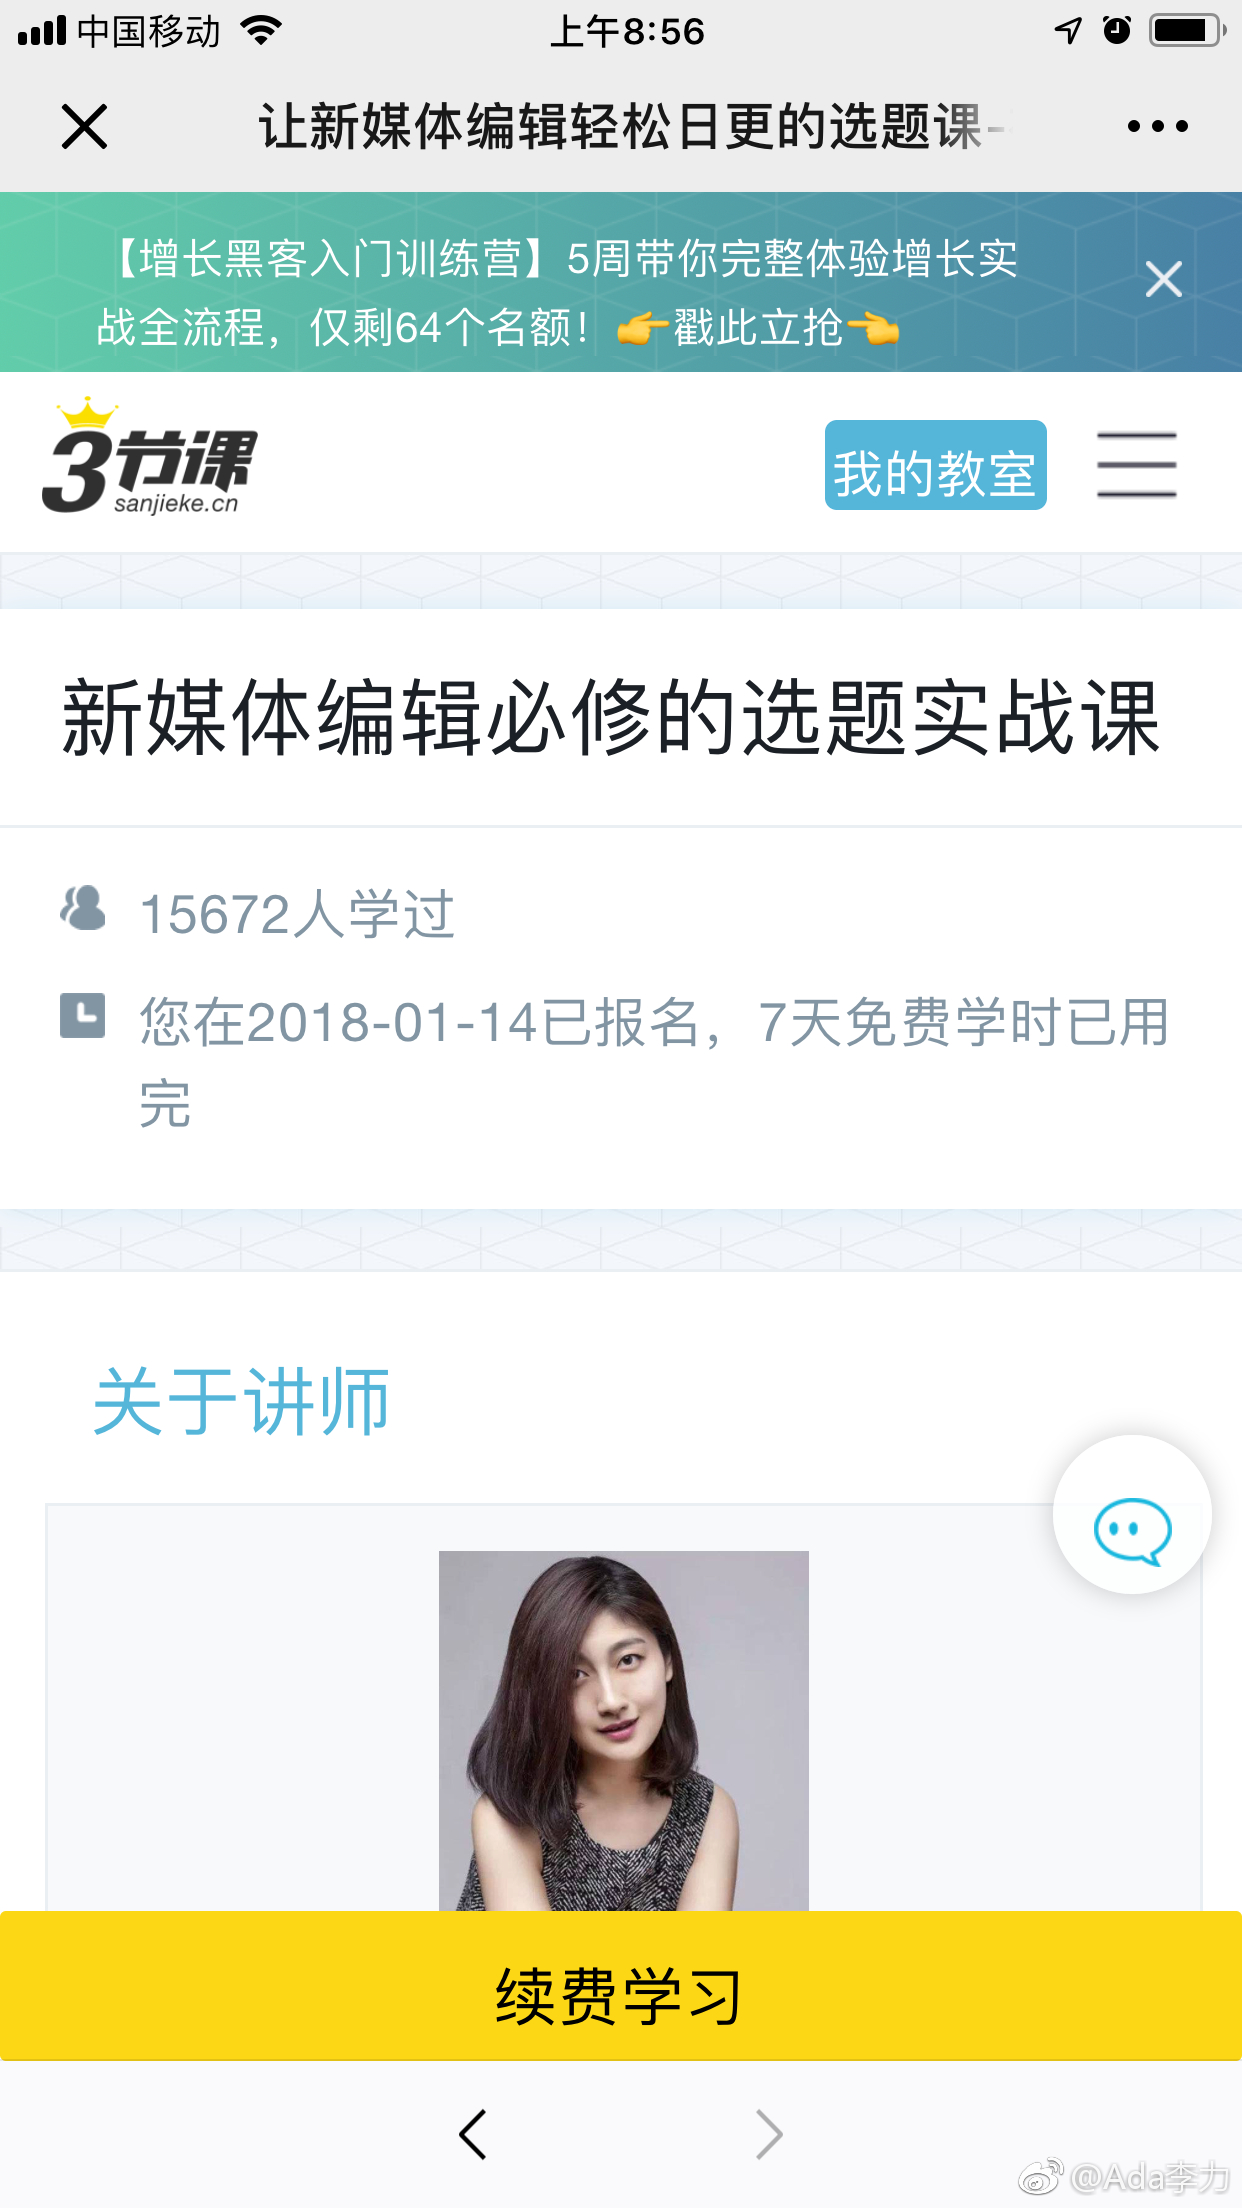 中国移动 上午8:56
让新媒体编辑轻松日更的选题课-
【增长黑客入门训练营】5周带你完整体验增长实
战全流程，仅剩64个名额！👉戳此立抢👈
3节课
sanjieke.cn
我的教室
新媒体编辑必修的选题实战课
15672人学过
您在2018-01-14已报名，7天免费学时已用
完
关于讲师
续费学习
@Ada李力